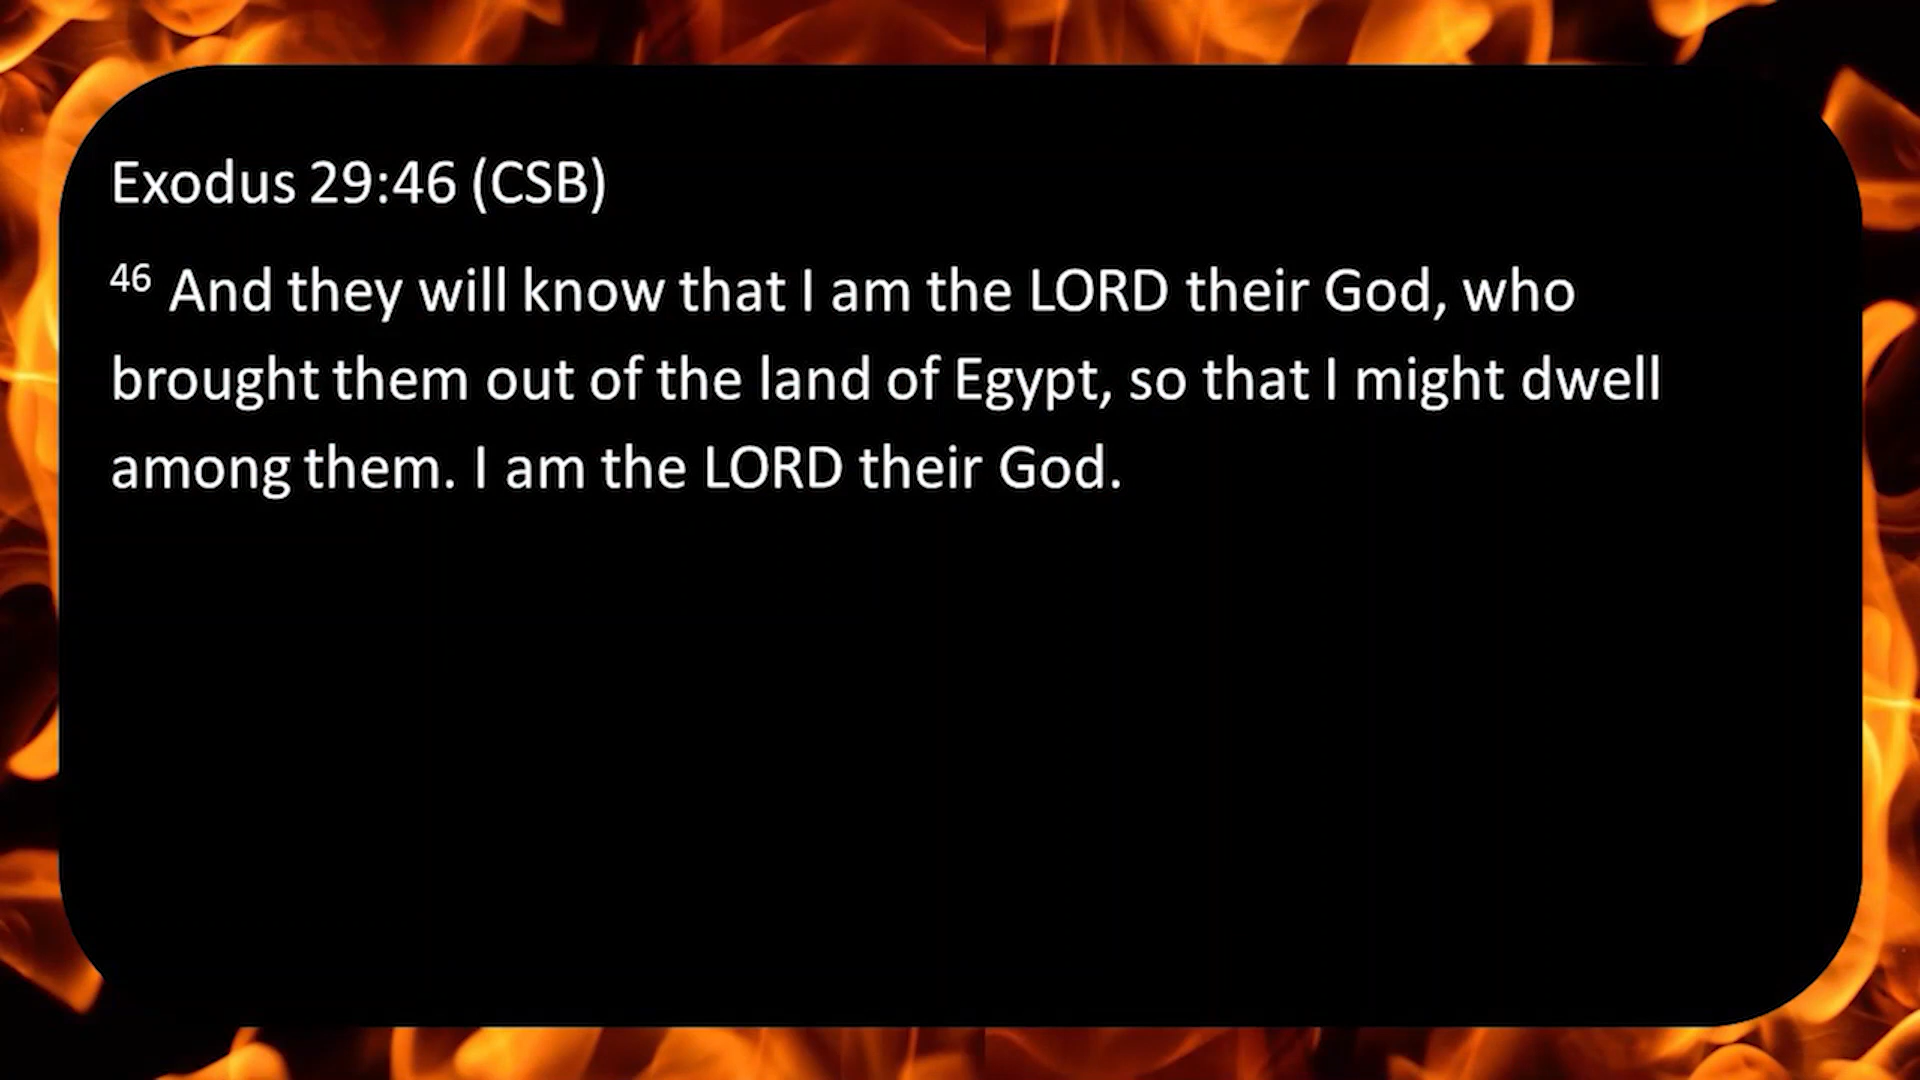 Exodus 29:46 (CSB)
46 And they will know that I am the LORD their God, who
brought them out of the land of Egypt, so that I might dwell
among them. I am the LORD their God.